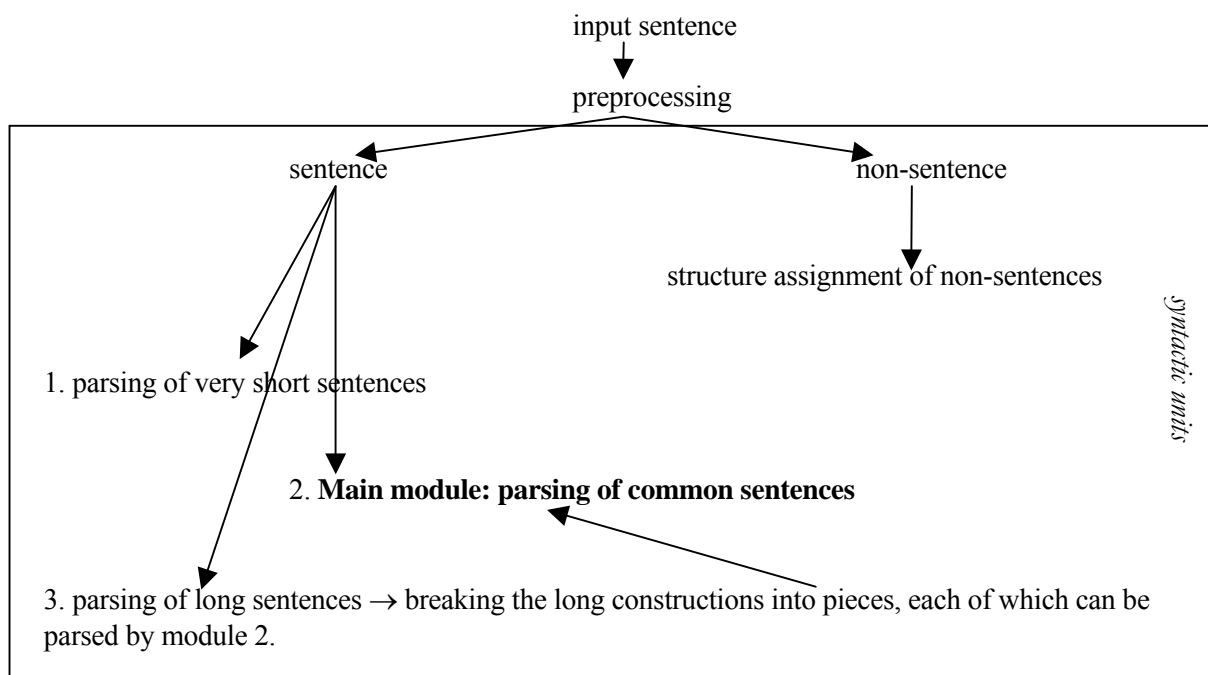 input sentence
preprocessing
sentence
non-sentence
structure assignment of non-sentences
syntactic units
1. parsing of very short sentences
2. Main module: parsing of common sentences
3. parsing of long sentences → breaking the long constructions into pieces, each of which can be
parsed by module 2.